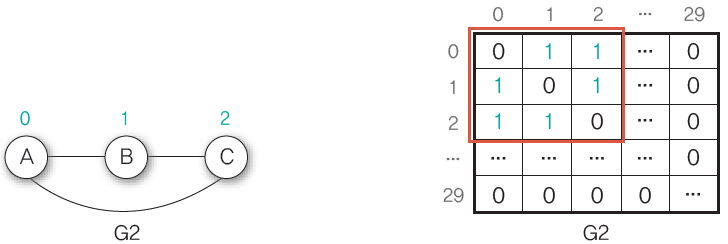 0 1 2
A B C
G2
0 1 2 ··· 29
0 0 1 1 ··· 0
1 1 0 1 ··· 0
2 1 1 0 ··· 0
··· ··· ··· ··· ··· 0
29 0 0 0 0 ···
G2